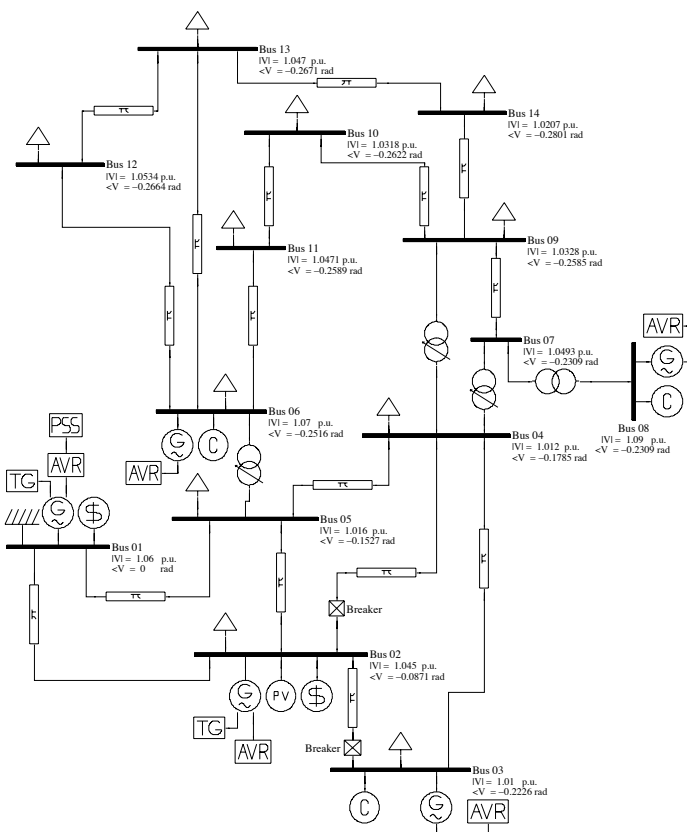 Bus 13
|V| = 1.047 p.u.
<V = −0.2671 rad
π
π
Bus 14
|V| = 1.0207 p.u.
<V = −0.2801 rad
Bus 10
|V| = 1.0318 p.u.
<V = −0.2622 rad
Bus 12
|V| = 1.0534 p.u.
<V = −0.2664 rad
π
π
π
π
Bus 11
|V| = 1.0471 p.u.
<V = −0.2589 rad
Bus 09
|V| = 1.0328 p.u.
<V = −0.2585 rad
π
π
π
Bus 07
|V| = 1.0493 p.u.
<V = −0.2309 rad
AVR
G
~
C
Bus 08
|V| = 1.09 p.u.
<V = −0.2309 rad
Bus 06
|V| = 1.07 p.u.
<V = −0.2516 rad
G
~
C
AVR
Bus 04
|V| = 1.012 p.u.
<V = −0.1785 rad
PSS
AVR
TG
G
~
$
π
Bus 05
|V| = 1.016 p.u.
<V = −0.1527 rad
Bus 01
|V| = 1.06 p.u.
<V = 0 rad
π
π
π
π
π
Breaker
Bus 02
|V| = 1.045 p.u.
<V = −0.0871 rad
G
~
PV
$
π
TG
AVR
Breaker
Bus 03
|V| = 1.01 p.u.
<V = −0.2226 rad
C
G
~
AVR